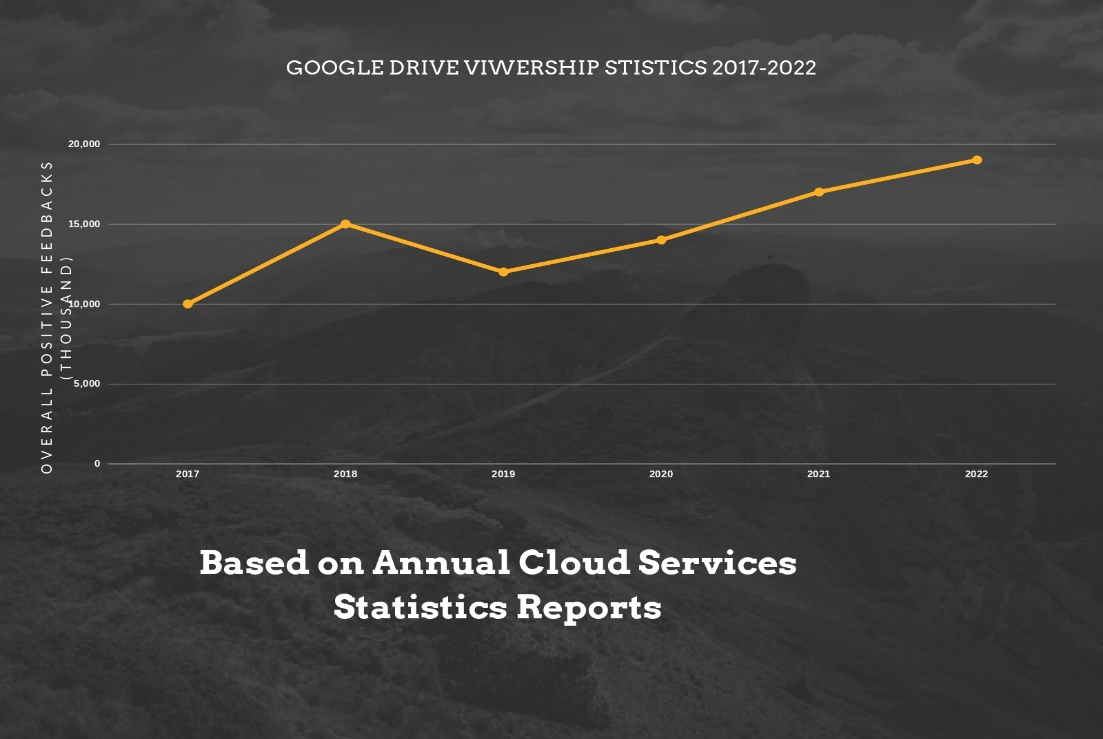 GOOGLE DRIVE VIWERSHIP STISTICS 2017-2022
OVERALL POSITIVE FEEDBACKS
(THOUSAND)
20,000
15,000
10,000
5,000
0
2017 2018 2019 2020 2021 2022
Based on Annual Cloud Services
Statistics Reports